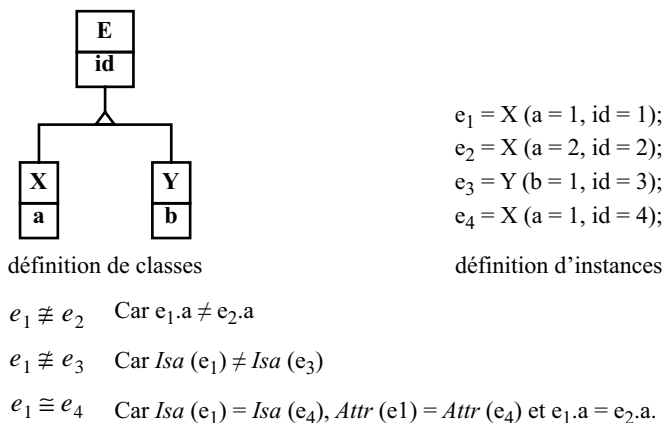 E
id
X
a
Y
b
e₁ = X (a = 1, id = 1);
e₂ = X (a = 2, id = 2);
e₃ = Y (b = 1, id = 3);
e₄ = X (a = 1, id = 4);
définition de classes
définition d’instances
e₁ ≇ e₂ Car e₁.a ≠ e₂.a
e₁ ≇ e₃ Car Isa (e₁) ≠ Isa (e₃)
e₁ ≅ e₄ Car Isa (e₁) = Isa (e₄), Attr (e1) = Attr (e₄) et e₁.a = e₂.a.